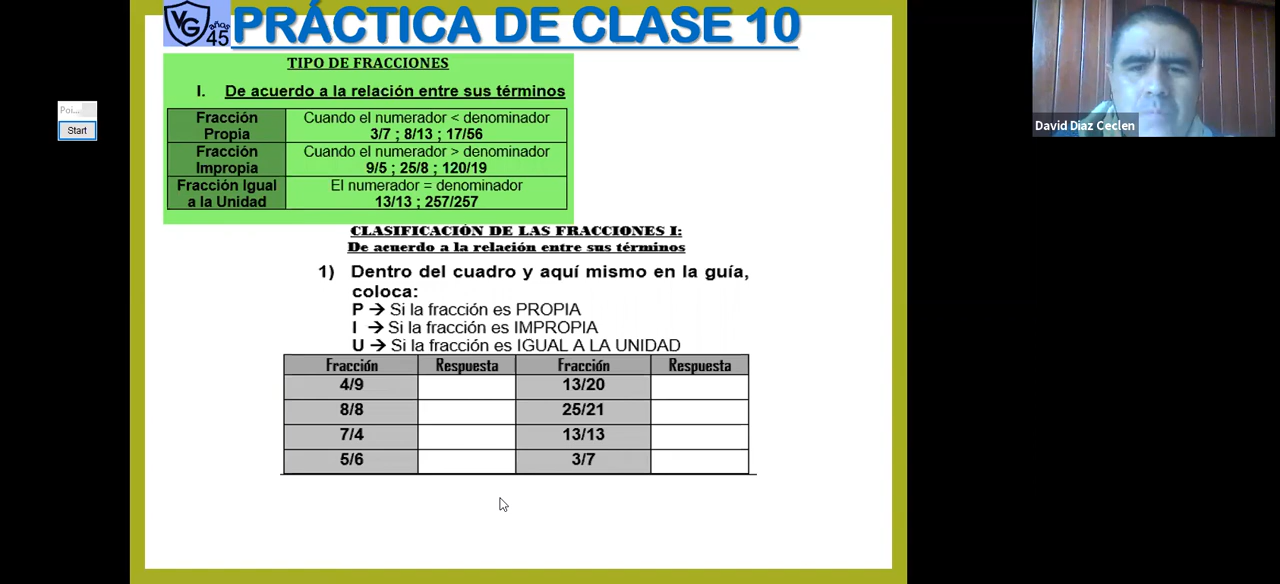 VG
años
45
PRÁCTICA DE CLASE 10
TIPO DE FRACCIONES
I. De acuerdo a la relación entre sus términos
Fracción Propia
Cuando el numerador < denominador
3/7 ; 8/13 ; 17/56
Fracción Impropia
Cuando el numerador > denominador
9/5 ; 25/8 ; 120/19
Fracción Igual a la Unidad
El numerador = denominador
13/13 ; 257/257
Poi...
Start
David Diaz Ceclen
CLASIFICACIÓN DE LAS FRACCIONES I:
De acuerdo a la relación entre sus términos
1) Dentro del cuadro y aquí mismo en la guía,
coloca:
P → Si la fracción es PROPIA
I → Si la fracción es IMPROPIA
U → Si la fracción es IGUAL A LA UNIDAD
Fracción Respuesta Fracción Respuesta
4/9 13/20
8/8 25/21
7/4 13/13
5/6 3/7